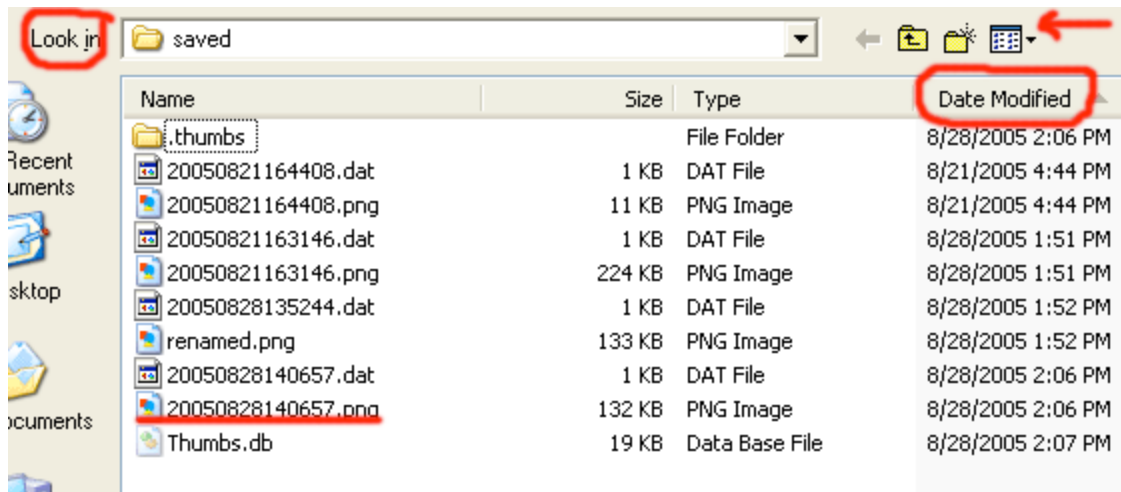 Look in saved
Name Size Type Date Modified
.thumbs File Folder 8/28/2005 2:06 PM
20050821164408.dat 1 KB DAT File 8/21/2005 4:44 PM
20050821164408.png 11 KB PNG Image 8/21/2005 4:44 PM
20050821163146.dat 1 KB DAT File 8/28/2005 1:51 PM
20050821163146.png 224 KB PNG Image 8/28/2005 1:51 PM
20050828135244.dat 1 KB DAT File 8/28/2005 1:52 PM
renamed.png 133 KB PNG Image 8/28/2005 1:52 PM
20050828140657.dat 1 KB DAT File 8/28/2005 2:06 PM
20050828140657.png 132 KB PNG Image 8/28/2005 2:06 PM
Thumbs.db 19 KB Data Base File 8/28/2005 2:07 PM
Recent
uments
sktop
ocuments